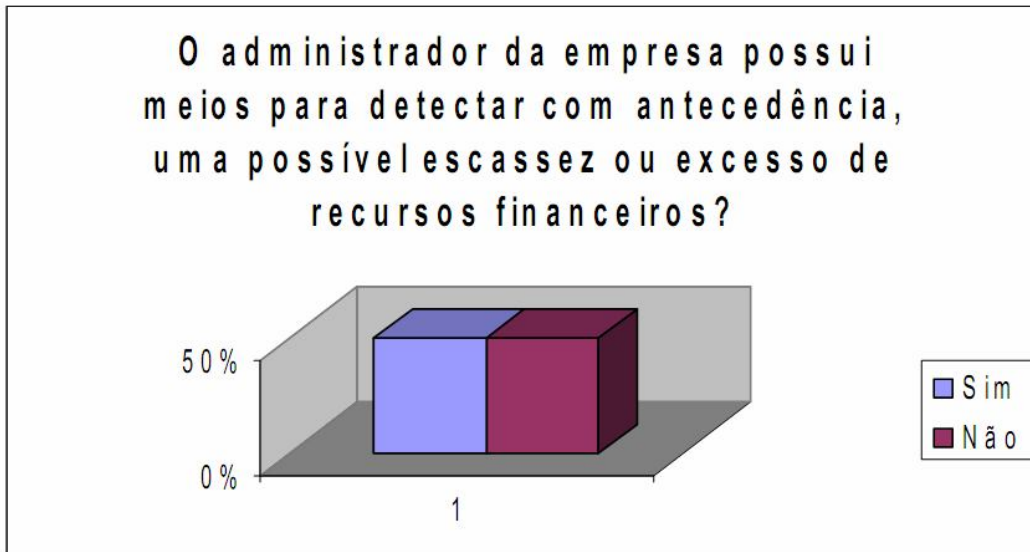 O administrador da empresa possui
meios para detectar com antecedência,
uma possível escassez ou excesso de
recursos financeiros?
50%
0%
1
Sim
Não